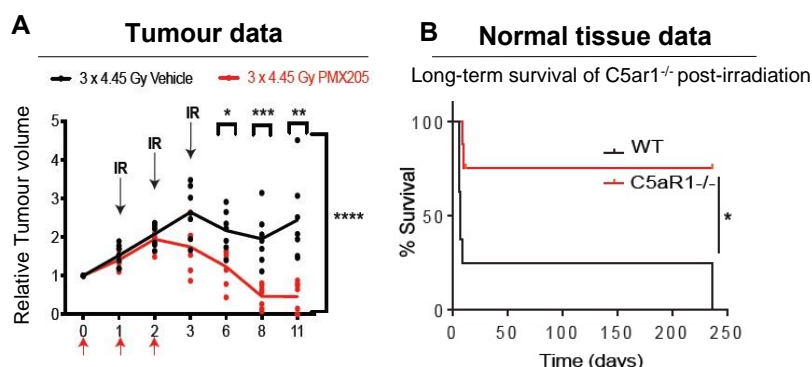 A
Tumour data
3 x 4.45 Gy Vehicle
3 x 4.45 Gy PMX205
Relative Tumour volume
5
4
3
2
1
0
IR
IR
IR
*
***
**
****
0 1 2 3 6 8 11
B
Normal tissue data
Long-term survival of C5ar1-/- post-irradiation
% Survival
100
50
0
WT
C5aR1-/-
*
0 50 100 150 200 250
Time (days)